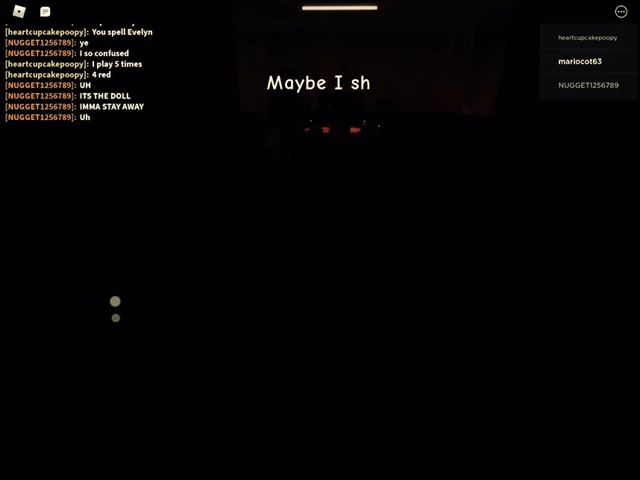 [heartcupcakepoopy]: You spell Evelyn
[NUGGET1256789]: ye
[NUGGET1256789]: I so confused
[heartcupcakepoopy]: I play 5 times
[heartcupcakepoopy]: 4 red
[NUGGET1256789]: UH
[NUGGET1256789]: ITS THE DOLL
[NUGGET1256789]: IMMA STAY AWAY
[NUGGET1256789]: Uh
Maybe I sh
heartcupcakepoopy
mariocot63
NUGGET1256789